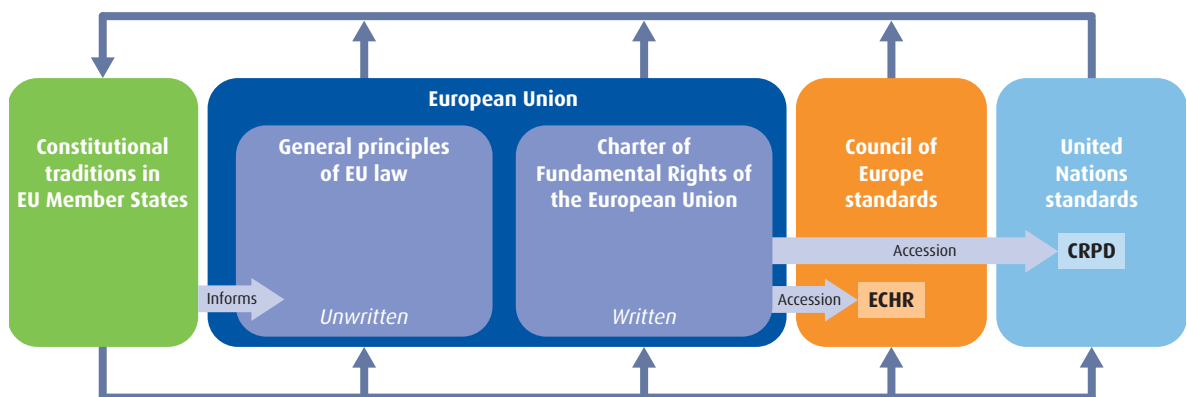 European Union
Constitutional
traditions in
EU Member States
General principles
of EU law
Charter of
Fundamental Rights of
the European Union
Council of
Europe
standards
United
Nations
standards
Accession
CRPD
Informs
Accession
ECHR
Unwritten
Written